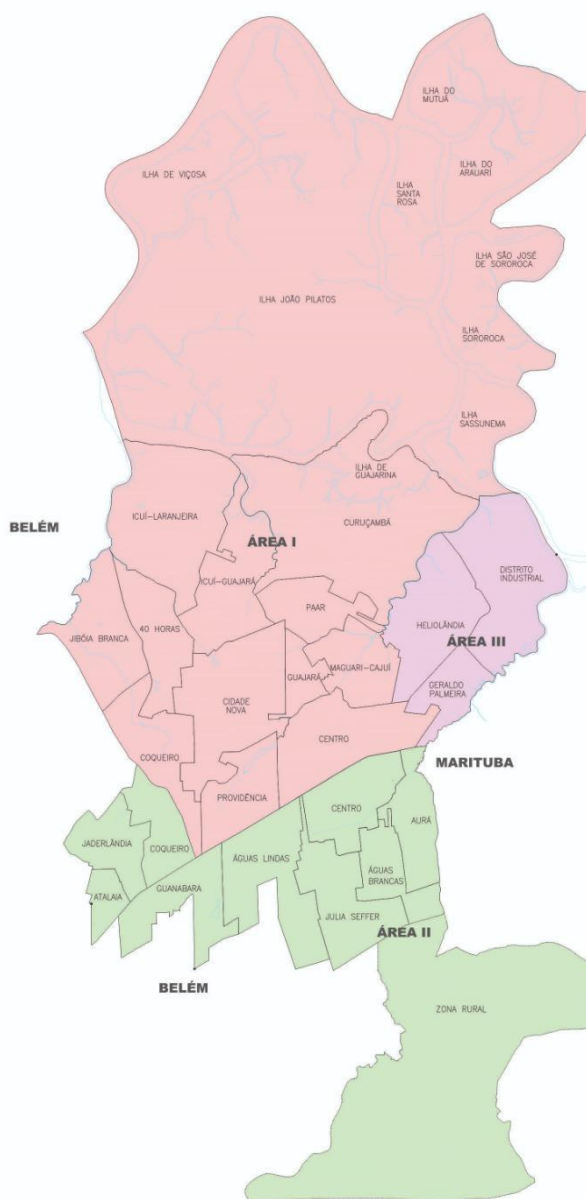 ILHA DO
MUTUÁ
ILHA DE VIÇOSA
ILHA DO
ARAUARÍ
ILHA
SANTA
ROSA
ILHA SÃO JOSÉ
DE SOROROCA
ILHA JOÃO PILATOS
ILHA
SOROROCA
ILHA
SASSUNEMA
ILHA DE
GUAJARINA
ICUÍ-LARANJEIRA
CURUÇAMBÁ
BELÉM
ÁREA I
DISTRITO
INDUSTRIAL
ICUÍ-GUAJARÁ
PAAR
HELIOLÂNDIA
40 HORAS
JIBÓIA BRANCA
ÁREA III
MAGUARI-CAJUÍ
GUAJARÁ
GERALDO
PALMEIRA
CIDADE
NOVA
CENTRO
COQUEIRO
MARITUBA
PROVIDÊNCIA
CENTRO
AURÁ
JADERLÂNDIA
COQUEIRO
ÁGUAS LINDAS
ÁGUAS
BRANCAS
GUANABARA
ATALAIA
JULIA SEFFER
ÁREA II
BELÉM
ZONA RURAL